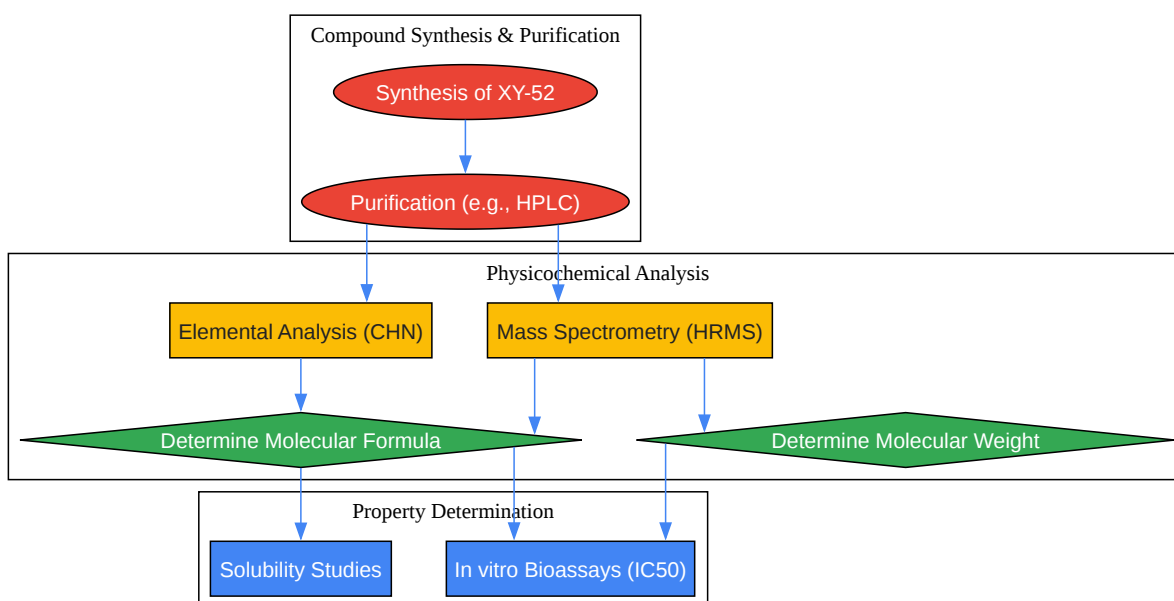 Compound Synthesis & Purification
Synthesis of XY-52
Purification (e.g., HPLC)
Physicochemical Analysis
Elemental Analysis (CHN)
Mass Spectrometry (HRMS)
Determine Molecular Formula
Determine Molecular Weight
Property Determination
Solubility Studies
In vitro Bioassays (IC50)